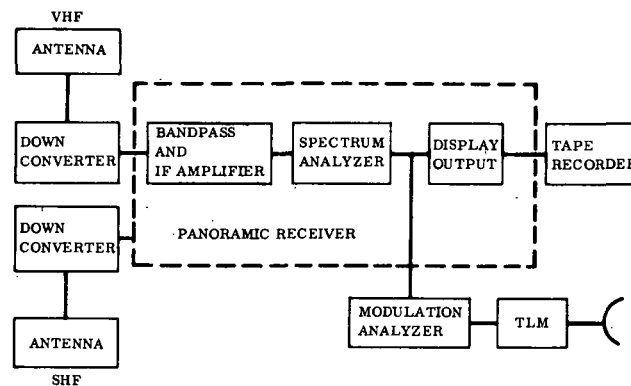 VHF
ANTENNA
DOWN
CONVERTER
BANDPASS
AND
IF AMPLIFIER
SPECTRUM
ANALYZER
DISPLAY
OUTPUT
TAPE
RECORDER
DOWN
CONVERTER
PANORAMIC RECEIVER
MODULATION
ANALYZER
TLM
ANTENNA
SHF